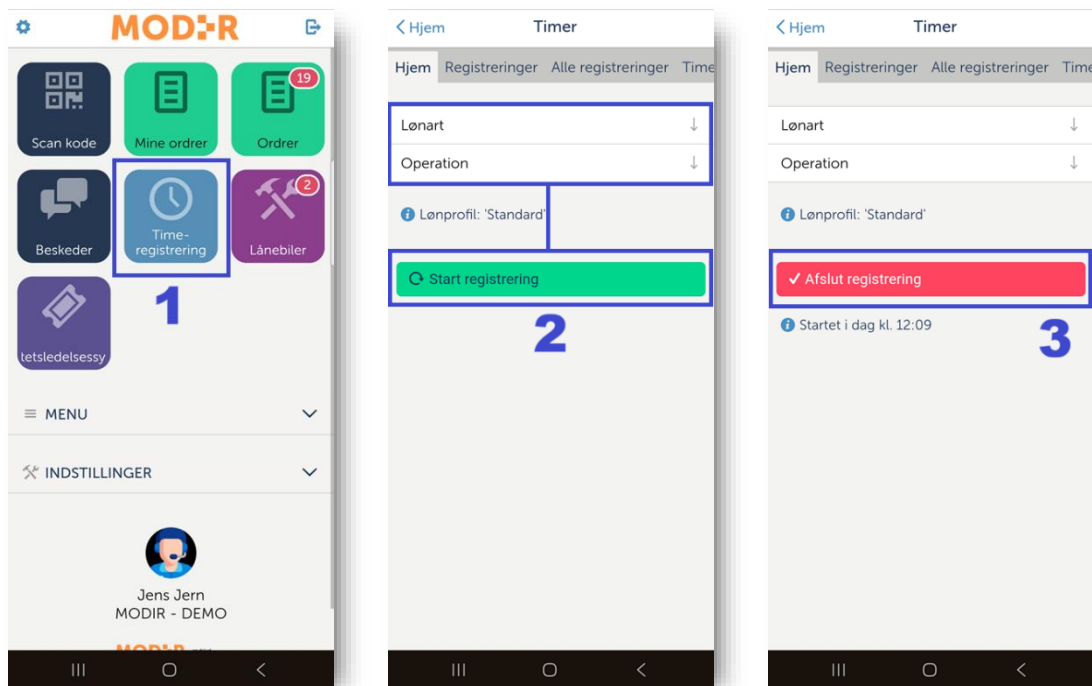 MODIR
19
Scan kode
Mine ordrer
Ordrer
2
Beskeder
Time-
registrering
Lånebiler
1
tetsledelsessy
MENU
INDSTILLINGER
Jens Jern
MODIR - DEMO
Hjem
Timer
Hjem Registreringer Alle registreringer Time
Lønart
Operation
Lønprofil: 'Standard'
Start registrering
2
Hjem
Timer
Hjem Registreringer Alle registreringer Time
Lønart
Operation
Lønprofil: 'Standard'
Afslut registrering
Startet i dag kl. 12:09
3